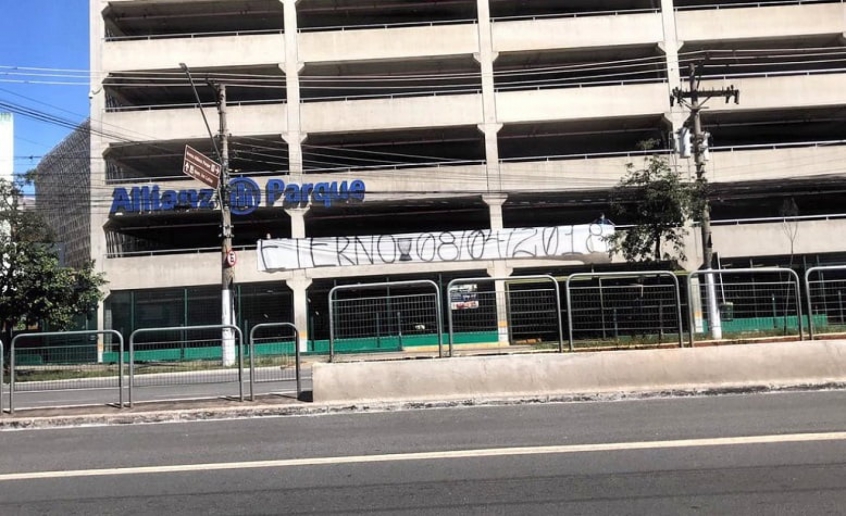 Allianz Parque
ETERNO 08/04/2018